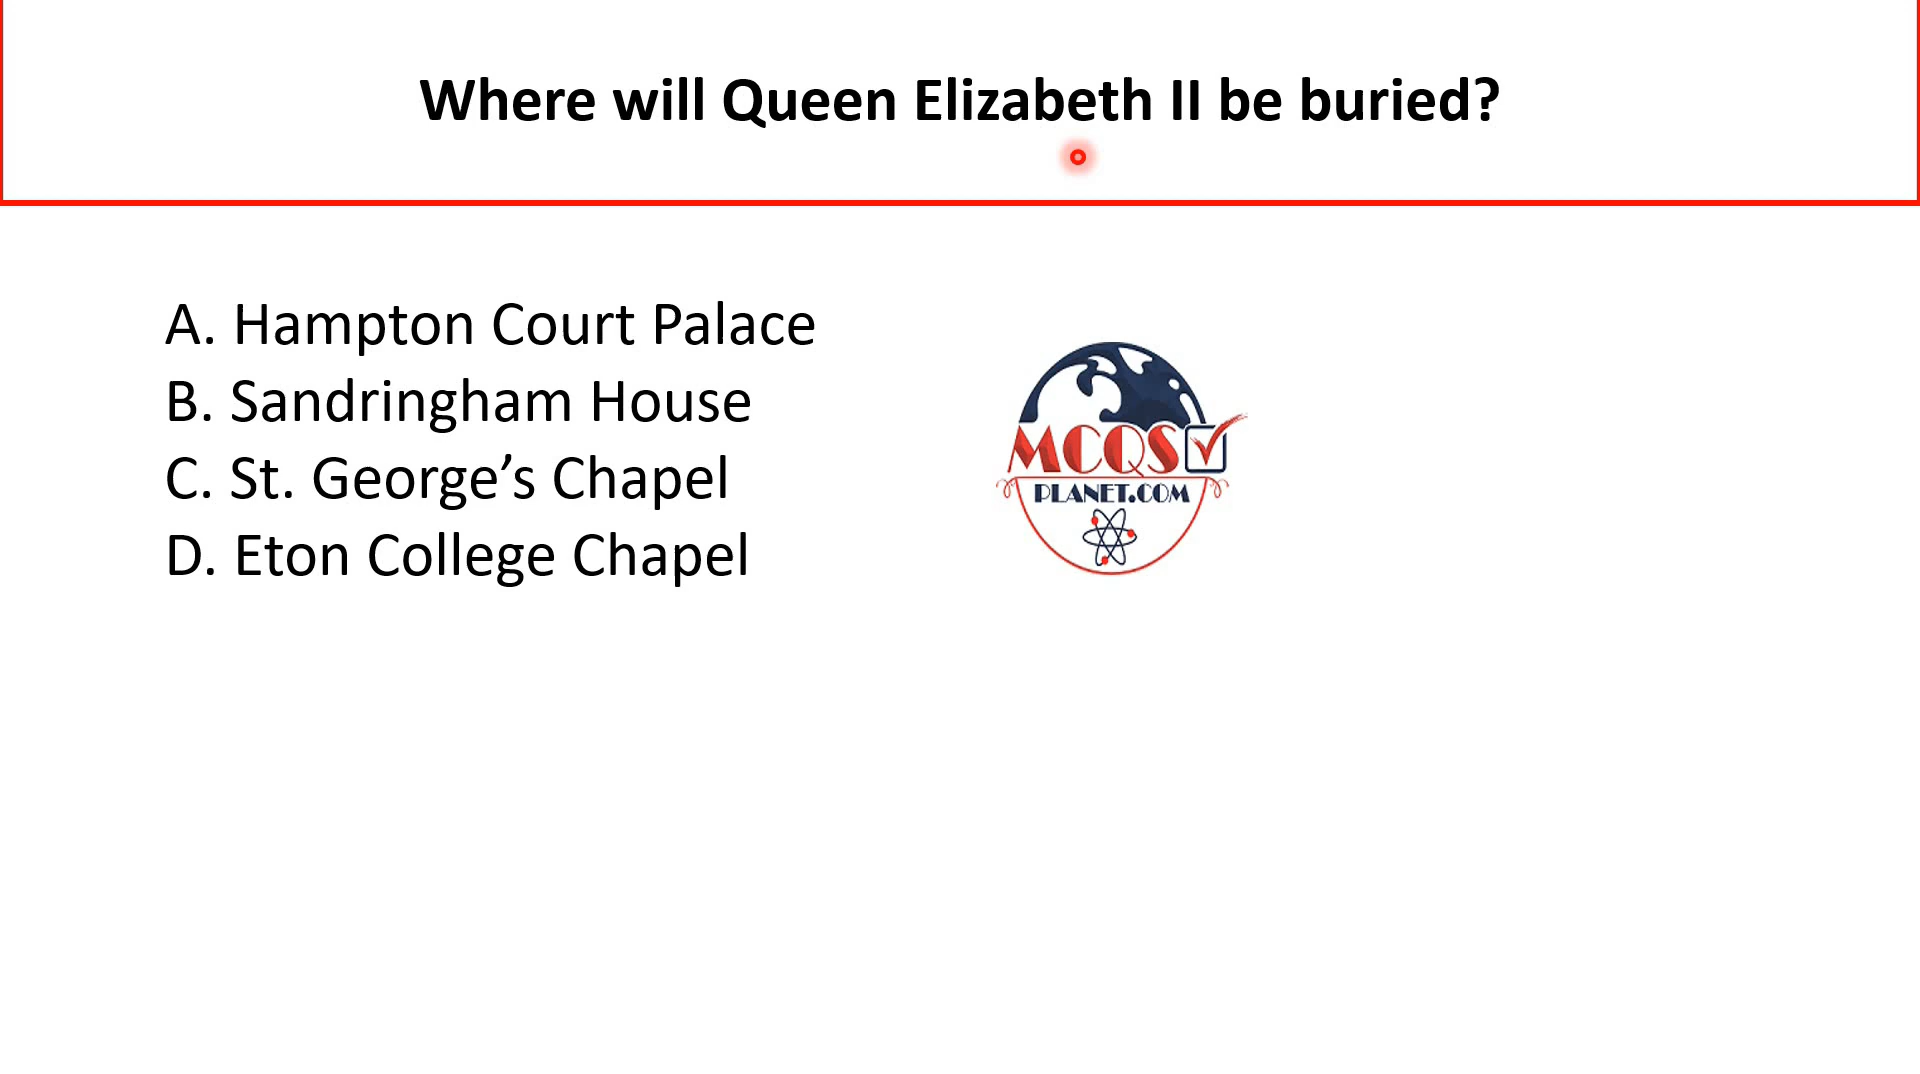 Where will Queen Elizabeth II be buried?
A. Hampton Court Palace
B. Sandringham House
C. St. George’s Chapel
D. Eton College Chapel
MCQS
PLANET.COM